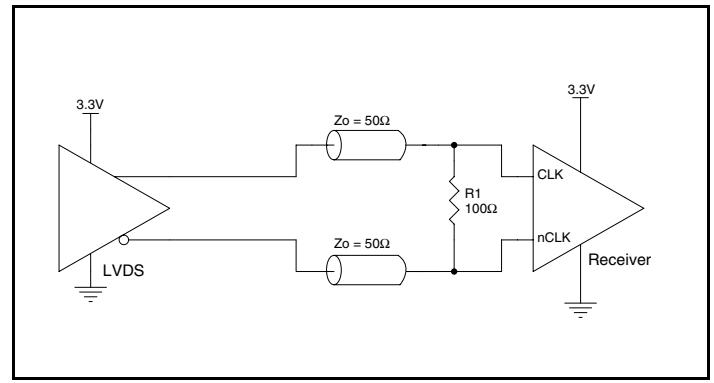 3.3V
3.3V
Zo = 50Ω
CLK
R1
100Ω
Zo = 50Ω
nCLK
LVDS
Receiver